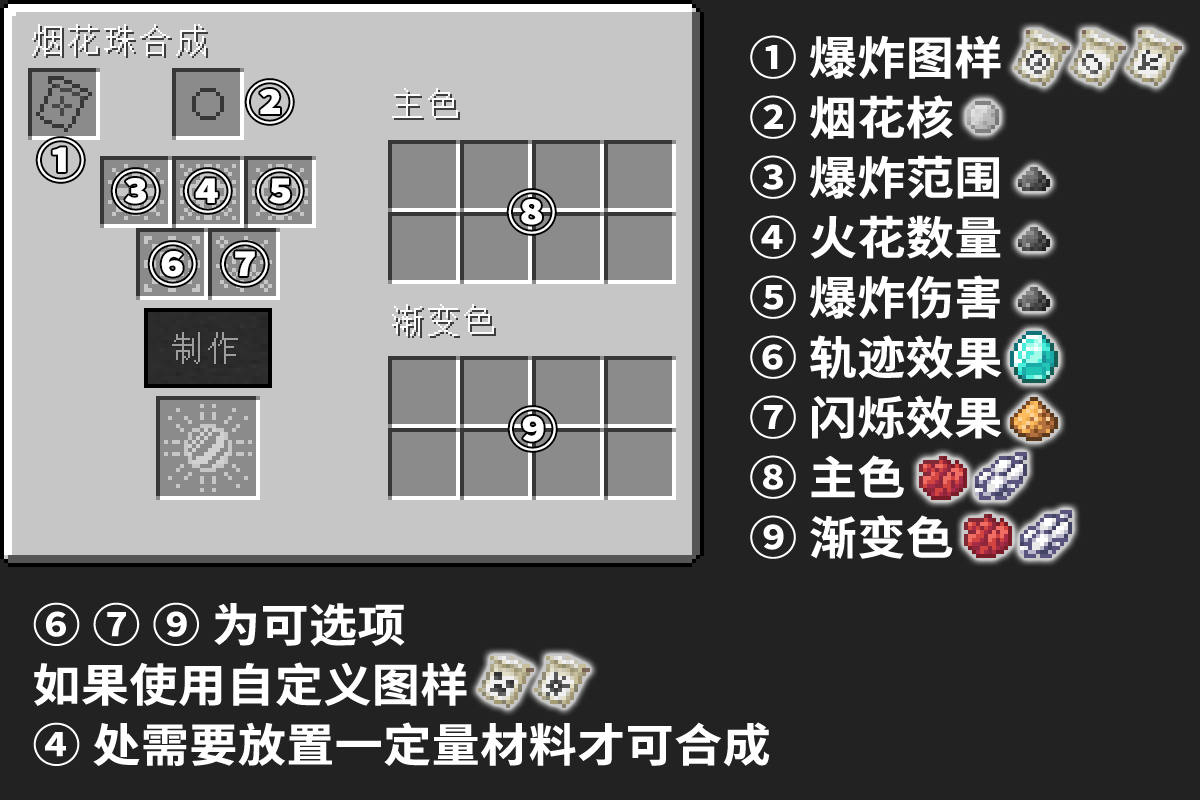 烟花珠合成
②
①
③ ④ ⑤
⑥ ⑦
制作
主色
⑧
渐变色
⑨
① 爆炸图样
② 烟花核
③ 爆炸范围
④ 火花数量
⑤ 爆炸伤害
⑥ 轨迹效果
⑦ 闪烁效果
⑧ 主色
⑨ 渐变色
⑥ ⑦ ⑨ 为可选项
如果使用自定义图样
④ 处需要放置一定量材料才可合成